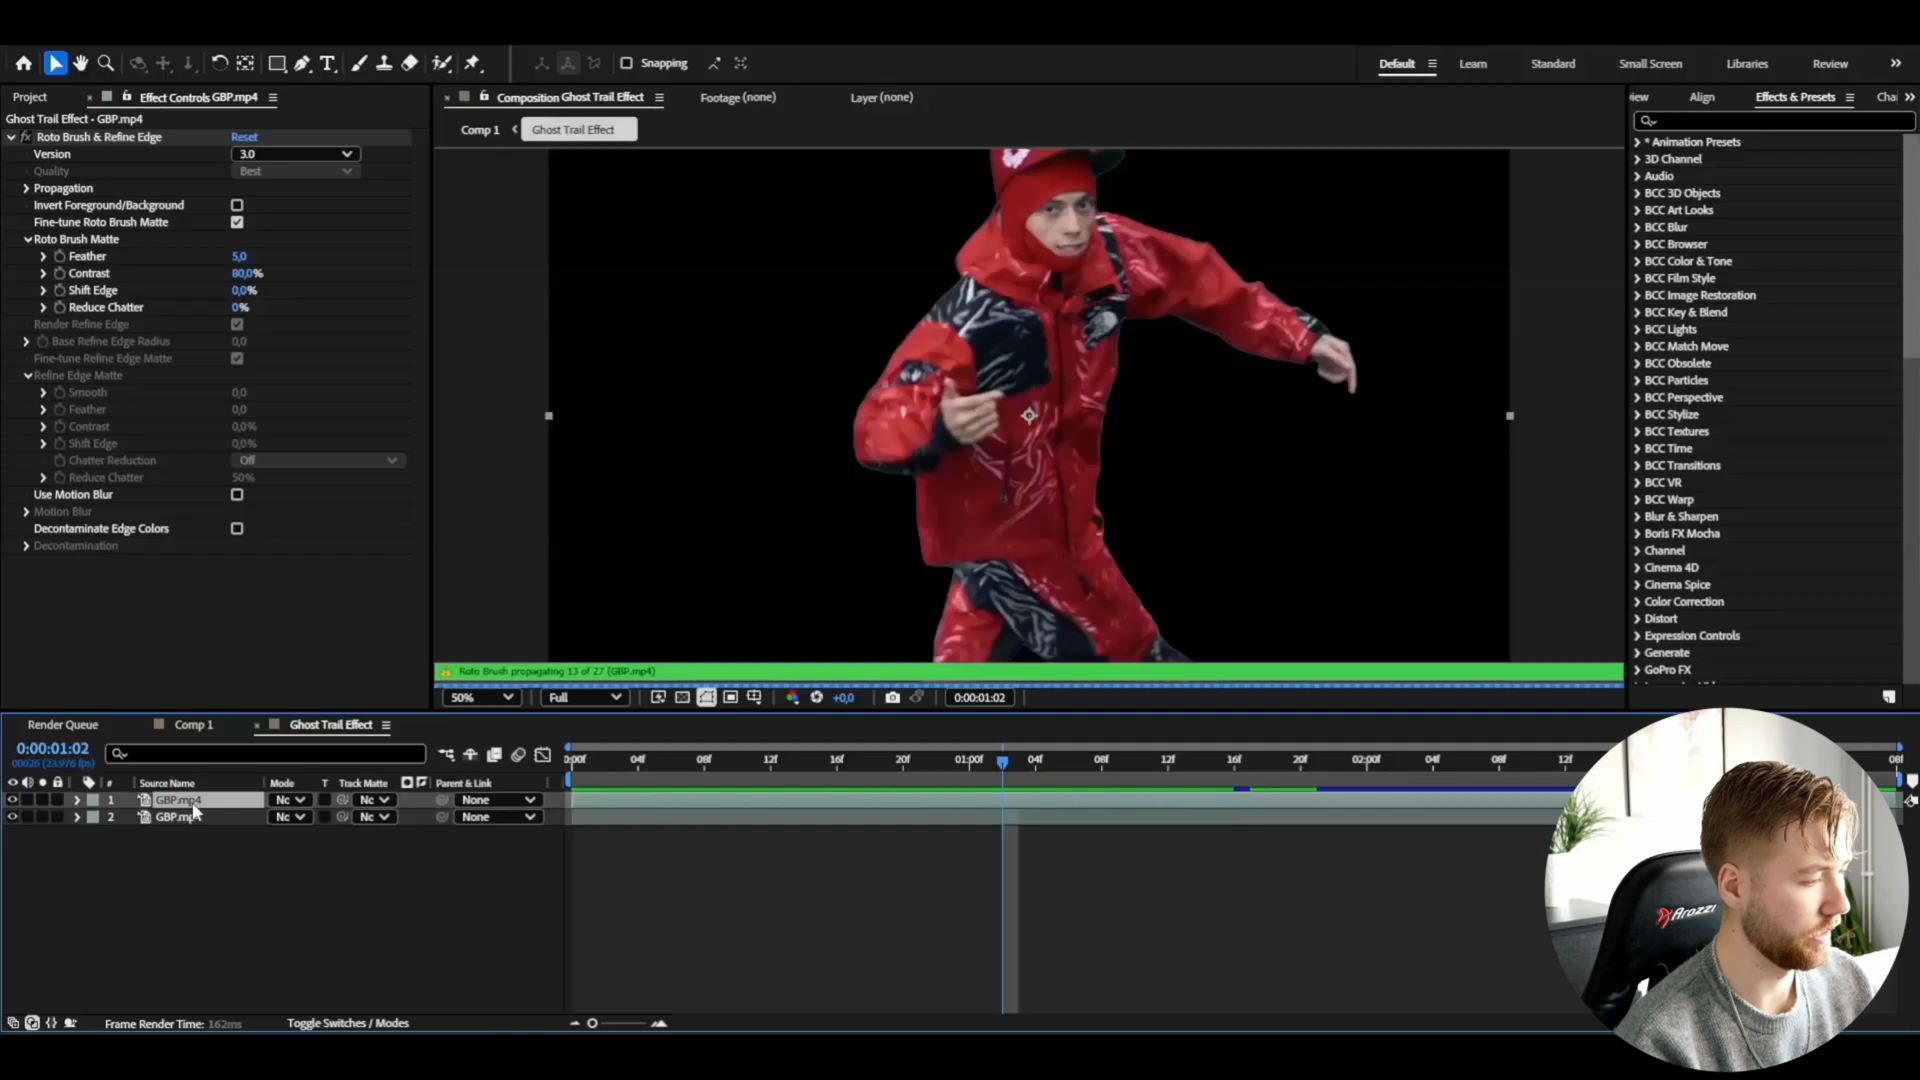 Snapping
Default
Learn
Standard
Small Screen
Libraries
Review
Project
Effect Controls GBP.mp4
Composition Ghost Trail Effect
Footage (none)
Layer (none)
Align
Effects & Presets
Ghost Trail Effect - GBP.mp4
Comp 1
Ghost Trail Effect
fx Roto Brush & Refine Edge Reset
Version 3.0
Quality Best
Propagation
Invert Foreground/Background
Fine-tune Roto Brush Matte
Roto Brush Matte
Feather 5,0
Contrast 80,0%
Shift Edge 0,0%
Reduce Chatter 0%
Render Refine Edge
Base Refine Edge Radius 0,0
Fine-tune Refine Edge Matte
Refine Edge Matte
Smooth 0,0
Feather 0,0
Contrast 0,0%
Shift Edge 0,0%
Chatter Reduction Off
Reduce Chatter 50%
Use Motion Blur
Motion Blur
Decontaminate Edge Colors
Decontamination
* Animation Presets
3D Channel
Audio
BCC 3D Objects
BCC Art Looks
BCC Blur
BCC Browser
BCC Color & Tone
BCC Film Style
BCC Image Restoration
BCC Key & Blend
BCC Lights
BCC Match Move
BCC Obsolete
BCC Particles
BCC Perspective
BCC Stylize
BCC Textures
BCC Time
BCC Transitions
BCC VR
BCC Warp
Blur & Sharpen
Boris FX Mocha
Channel
Cinema 4D
Cinema Spice
Color Correction
Distort
Expression Controls
Generate
GoPro FX
Roto Brush propagating 13 of 27 (GBP.mp4)
50% Full +0,0 0:00:01:02
Render Queue
Comp 1
Ghost Trail Effect
0:00:01:02
00026 (23.976 fps)
04f 08f 12f 16f 20f 01:00f 04f 08f 12f 16f 20f 02:00f 04f 08f 12f
# Source Name Mode T Track Matte Parent & Link
1 GBP.mp4 Nc Nc None
2 GBP.mp4 Nc Nc None
Frame Render Time: 162ms
Toggle Switches / Modes
Arozzi